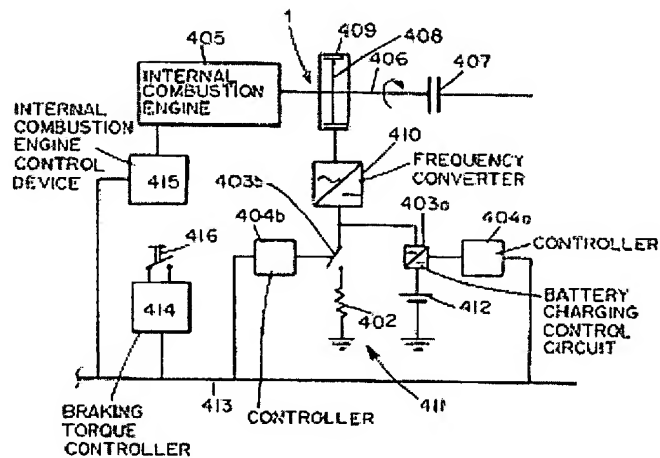 405
1
409
408
406
407
INTERNAL
COMBUSTION
ENGINE
INTERNAL
COMBUSTION
ENGINE
CONTROL
DEVICE
415
410
FREQUENCY
CONVERTER
403b
403a
404b
404a
CONTROLLER
416
414
402
412
BATTERY
CHARGING
CONTROL
CIRCUIT
413
CONTROLLER
411
BRAKING
TORQUE
CONTROLLER